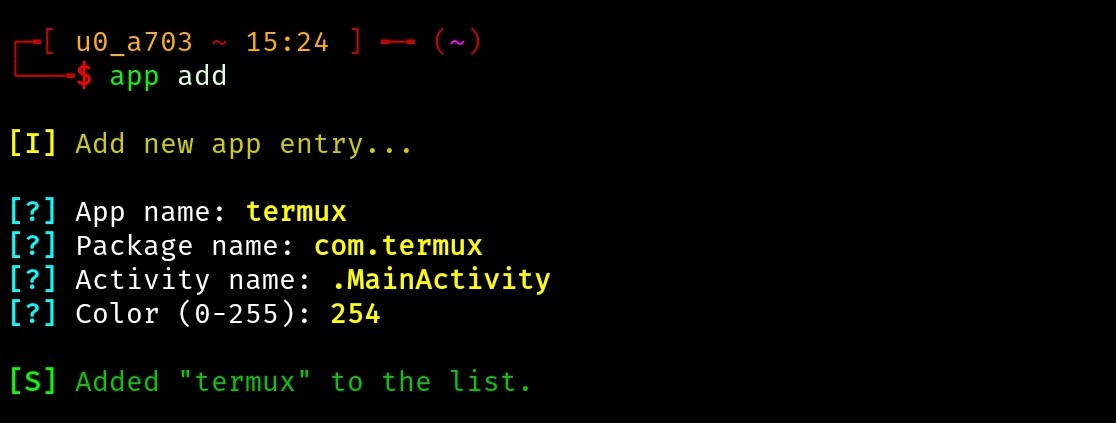 ┌─[ u0_a703 ~ 15:24 ] ── (~)
└───$ app add
[I] Add new app entry...
[?] App name: termux
[?] Package name: com.termux
[?] Activity name: .MainActivity
[?] Color (0-255): 254
[S] Added "termux" to the list.